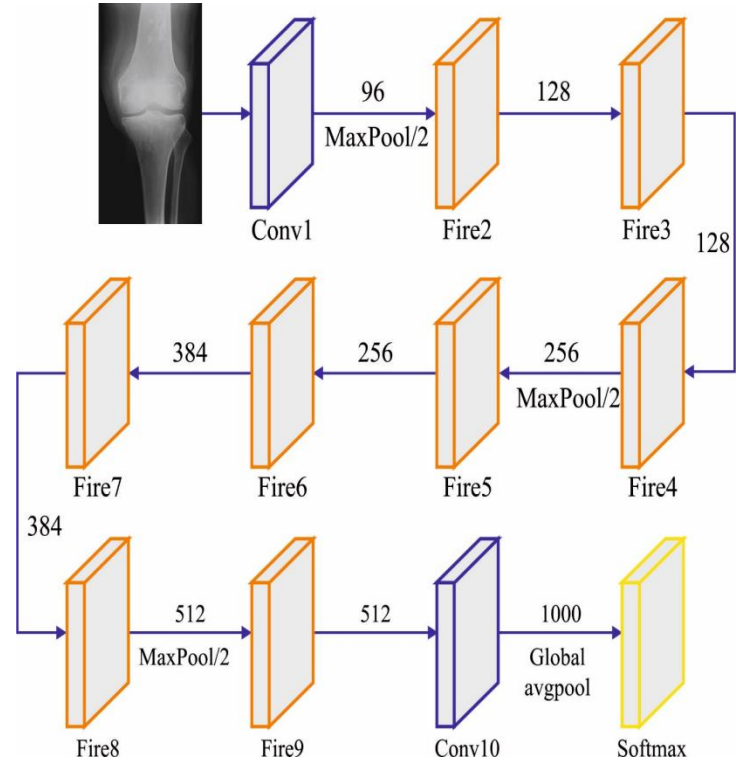 96
128
MaxPool/2
Conv1
Fire2
Fire3
128
384
256
256
MaxPool/2
Fire7
Fire6
Fire5
Fire4
384
512
512
1000
MaxPool/2
Global
avgpool
Fire8
Fire9
Conv10
Softmax